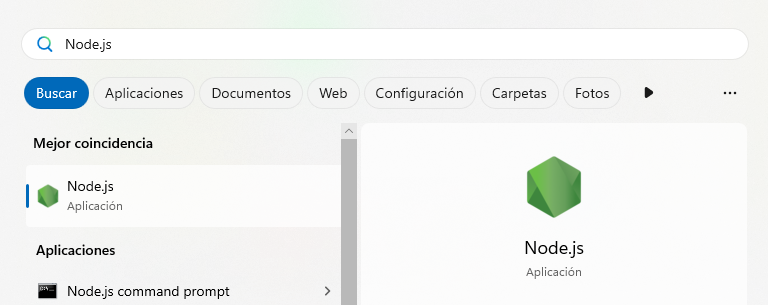 Node.js
Buscar Aplicaciones Documentos Web Configuración Carpetas Fotos ...
Mejor coincidencia
Node.js
Aplicación
Aplicaciones
Node.js command prompt
Node.js
Aplicación